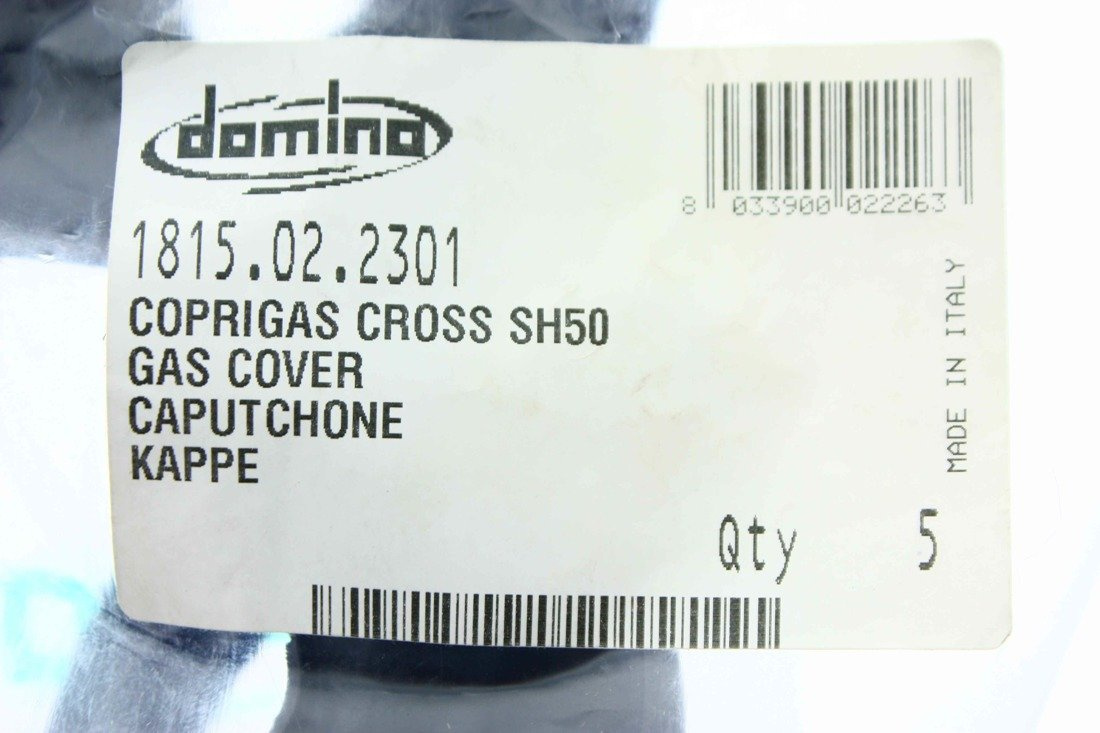 domino
8 033900 022263
1815.02.2301
COPRIGAS CROSS SH50
GAS COVER
CAPUTCHONE
KAPPE
MADE IN ITALY
Qty 5